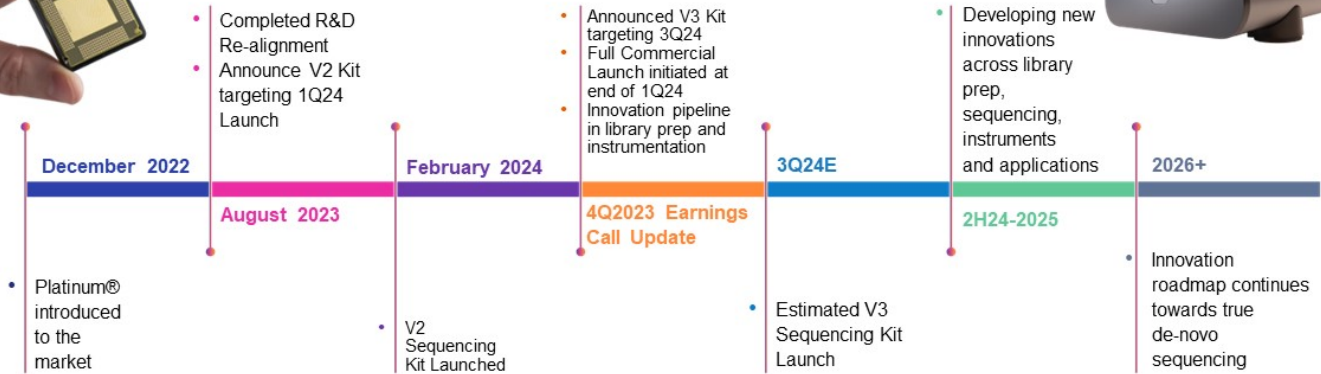 December 2022
• Platinum®
introduced
to the
market
• Completed R&D
Re-alignment
• Announce V2 Kit
targeting 1Q24
Launch
August 2023
February 2024
• V2
Sequencing
Kit Launched
• Announced V3 Kit
targeting 3Q24
• Full Commercial
Launch initiated at
end of 1Q24
• Innovation pipeline
in library prep and
instrumentation
4Q2023 Earnings
Call Update
3Q24E
• Estimated V3
Sequencing Kit
Launch
• Developing new
innovations
across library
prep,
sequencing,
instruments
and applications
2H24-2025
2026+
• Innovation
roadmap continues
towards true
de-novo
sequencing